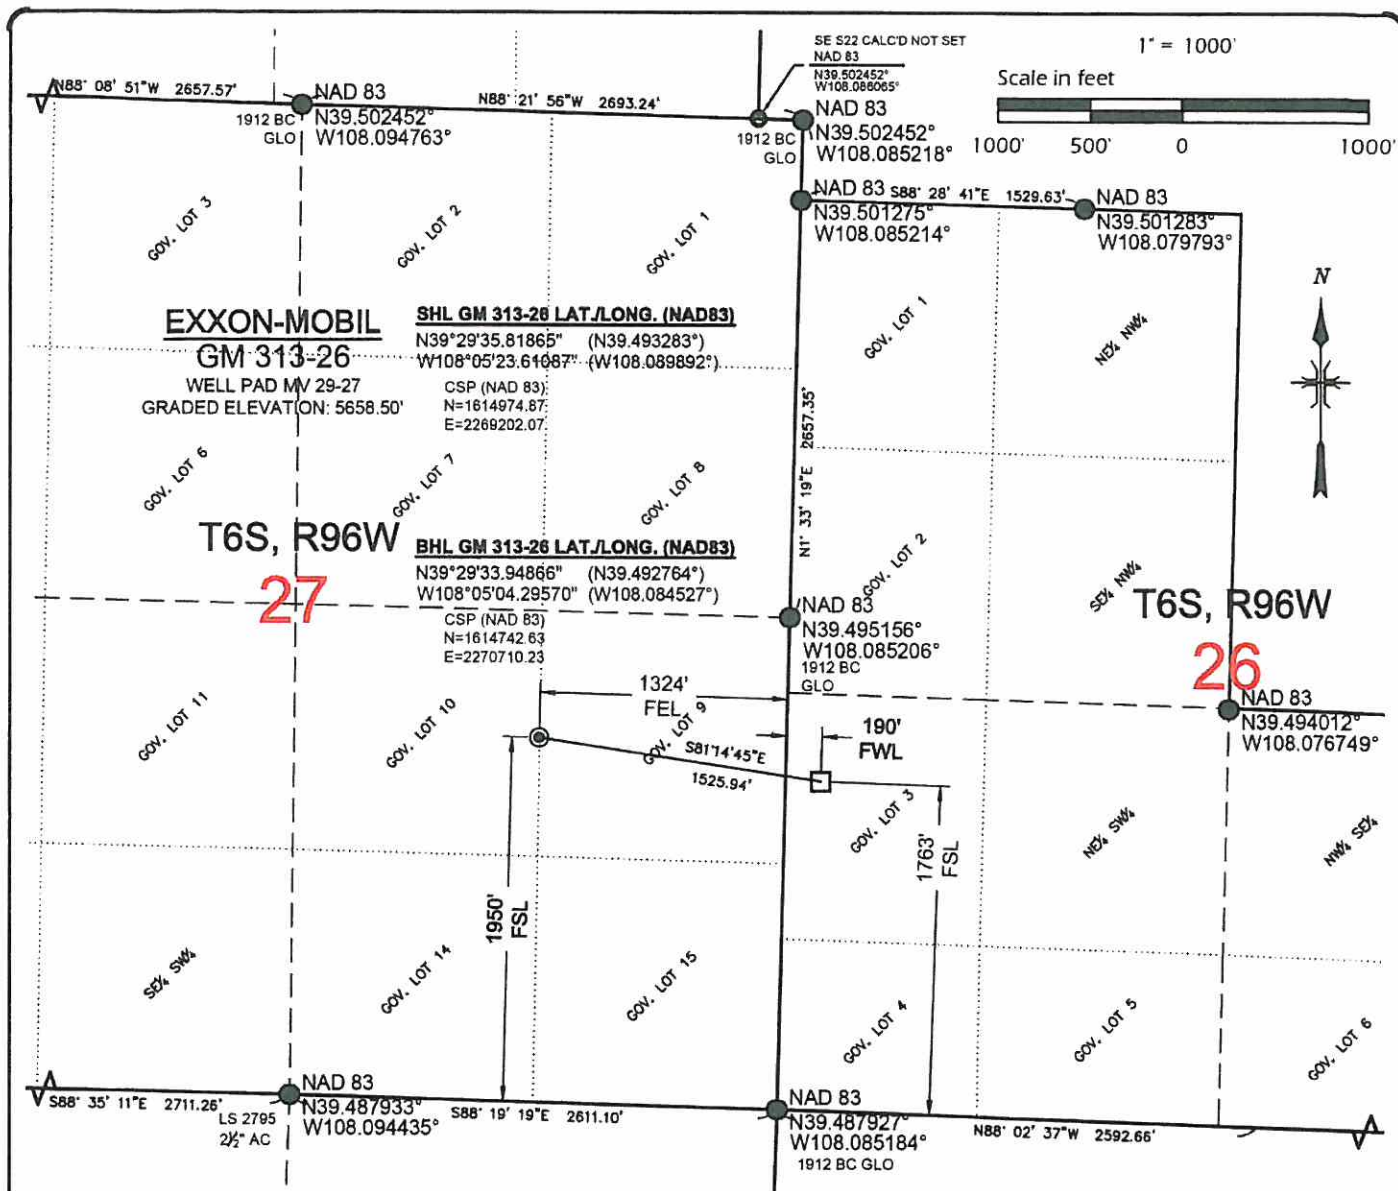 SE S22 CALC'D NOT SET
NAD 83
N39.502452°
W108.086065°
1" = 1000'
Scale in feet
1000' 500' 0 1000'
N88° 08' 51"W 2657.57'
NAD 83
N39.502452°
W108.094763°
1912 BC
GLO
N88° 21' 56"W 2693.24'
1912 BC
GLO
NAD 83
N39.502452°
W108.085218°
NAD 83
N39.501275°
W108.085214°
S88° 28' 41"E 1529.63'
NAD 83
N39.501283°
W108.079793°
GOV. LOT 3
GOV. LOT 2
GOV. LOT 1
GOV. LOT 1
NE¼ NW¼
N
EXXON-MOBIL
GM 313-26
WELL PAD MV 29-27
GRADED ELEVATION: 5658.50'
SHL GM 313-26 LAT./LONG. (NAD83)
N39°29'35.81865" (N39.493283°)
W108°05'23.61087" (W108.089892°)
CSP (NAD 83)
N=1614974.87
E=2269202.07
N1° 33' 19"E 2657.35'
GOV. LOT 6
GOV. LOT 7
GOV. LOT 8
GOV. LOT 2
SE¼ NW¼
T6S, R96W
27
BHL GM 313-26 LAT./LONG. (NAD83)
N39°29'33.94866" (N39.492764°)
W108°05'04.29570" (W108.084527°)
CSP (NAD 83)
N=1614742.63
E=2270710.23
NAD 83
N39.495156°
W108.085206°
1912 BC
GLO
T6S, R96W
26
NAD 83
N39.494012°
W108.076749°
1324'
FEL
190'
FWL
GOV. LOT 11
GOV. LOT 10
GOV. LOT 9
S81°14'45"E
1525.94'
GOV. LOT 3
NE¼ SW¼
NW¼ SE¼
1950'
FSL
1763'
FSL
SE¼ SW¼
GOV. LOT 14
GOV. LOT 15
GOV. LOT 4
GOV. LOT 5
GOV. LOT 6
S88° 35' 11"E 2711.26'
LS 2795
2½" AC
NAD 83
N39.487933°
W108.094435°
S88° 19' 19"E 2611.10'
NAD 83
N39.487927°
W108.085184°
1912 BC GLO
N88° 02' 37"W 2592.66'